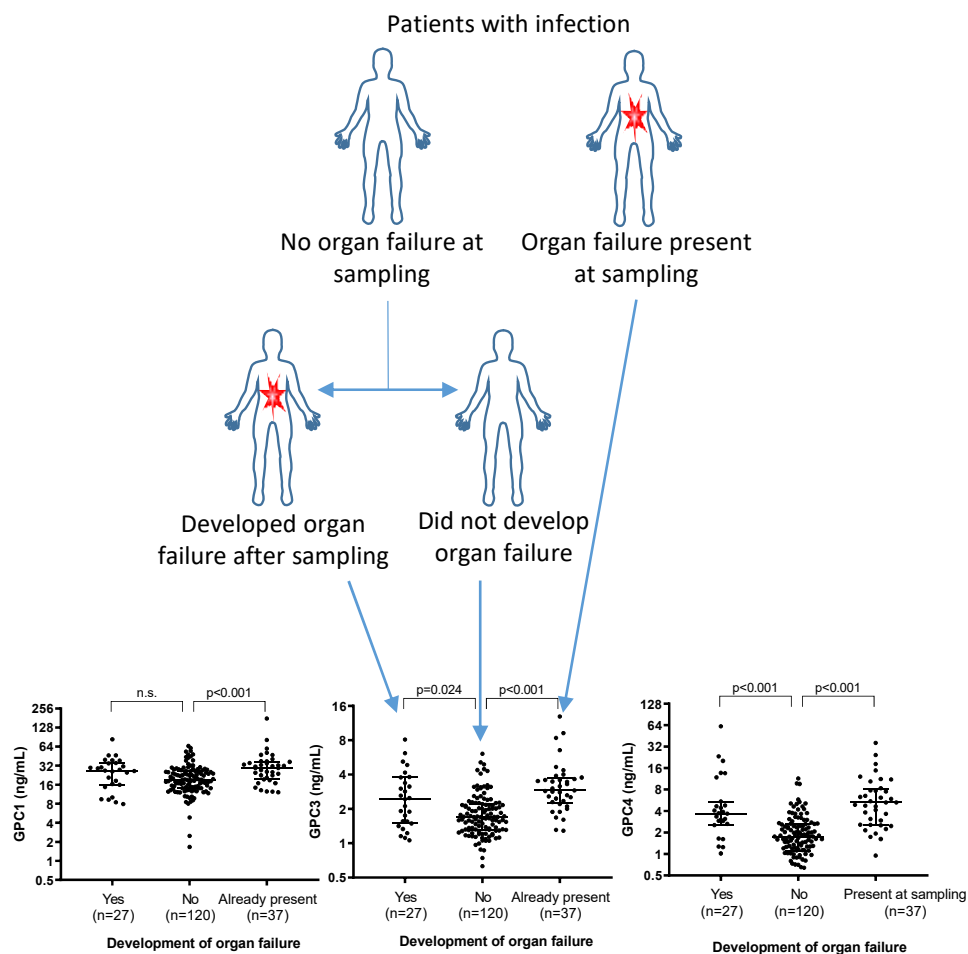 Patients with infection
No organ failure at
sampling
Organ failure present
at sampling
Developed organ
failure after sampling
Did not develop
organ failure
n.s.
p<0.001
256
128
64
32
16
8
4
2
1
0.5
GPC1 (ng/mL)
Yes
(n=27)
No
(n=120)
Already present
(n=37)
Development of organ failure
p=0.024
p<0.001
16
8
4
2
1
0.5
GPC3 (ng/mL)
Yes
(n=27)
No
(n=120)
Already present
(n=37)
Development of organ failure
p<0.001
p<0.001
128
64
32
16
8
4
2
1
0.5
GPC4 (ng/mL)
Yes
(n=27)
No
(n=120)
Present at sampling
(n=37)
Development of organ failure